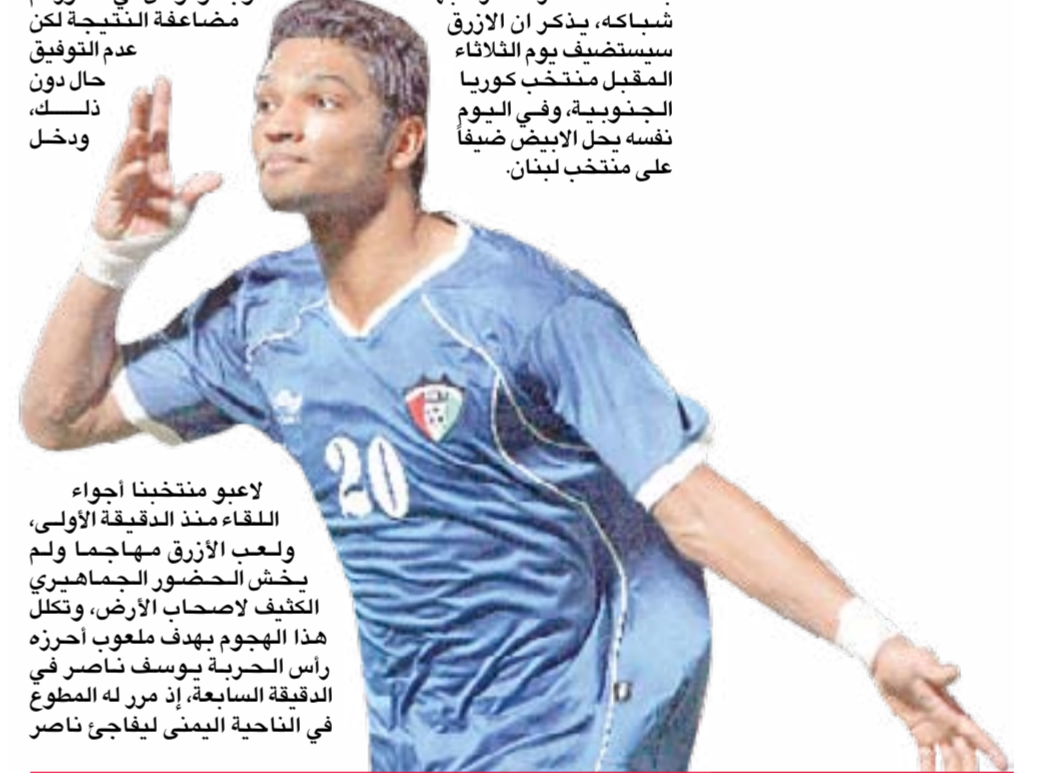 شباكه، يذكر ان الازرق
سيستضيف يوم الثلاثاء
المقبل منتخب كوريا
الجنوبية، وفي اليوم
نفسه يحل الابيض ضيفاً
على منتخب لبنان.
مضاعفة النتيجة لكن
عدم التوفيق
حال دون
ذلك،
ودخل
لاعبو منتخبنا أجواء
اللقاء منذ الدقيقة الأولى،
ولعب الأزرق مهاجما ولم
يخش الحضور الجماهيري
الكثيف لاصحاب الأرض، وتكلل
هذا الهجوم بهدف ملعوب أحرزه
رأس الحربة يوسف ناصر في
الدقيقة السابعة، إذ مرر له المطوع
في الناحية اليمنى ليفاجئ ناصر
20